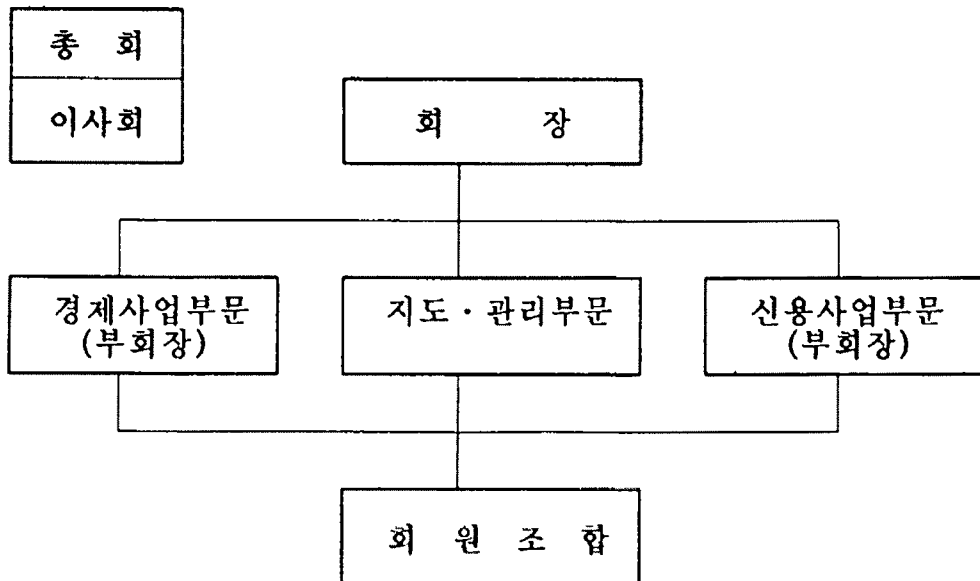 총 회
이사회
회 장
경제사업부문
(부회장)
지도·관리부문
신용사업부문
(부회장)
회 원 조 합